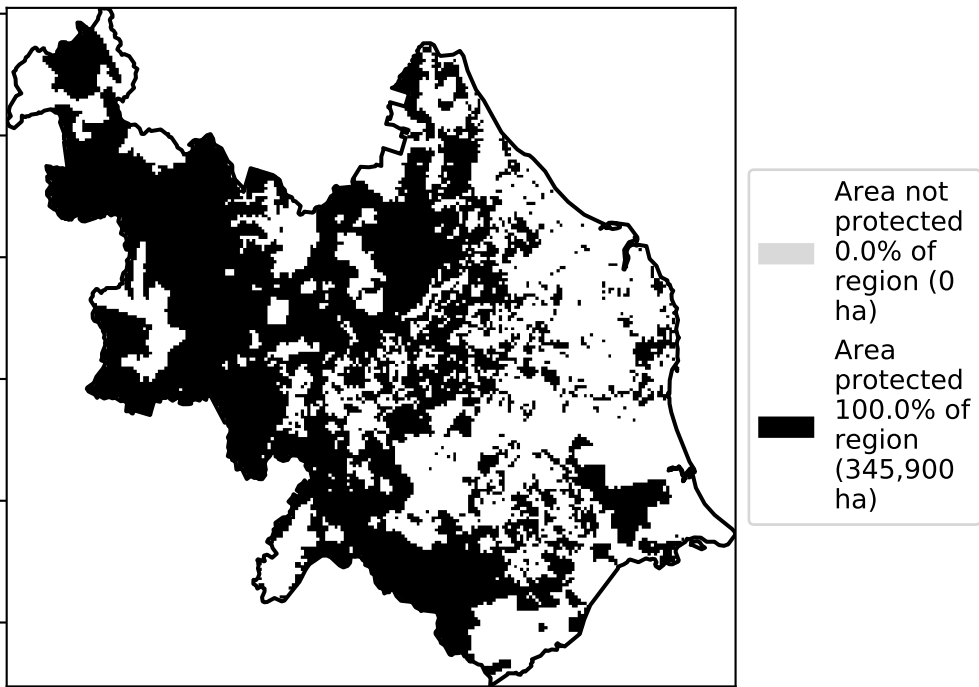 Area not
protected
0.0% of
region (0
ha)
Area
protected
100.0% of
region
(345,900
ha)